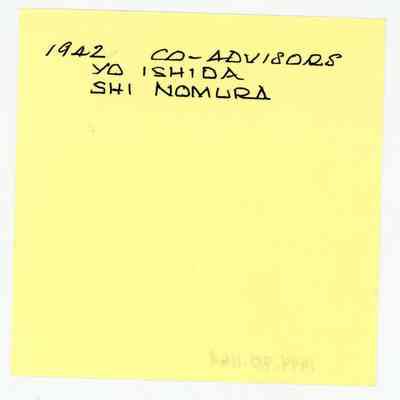 1942 CO-ADVISORS
YO ISHIDA
SHI NOMURA